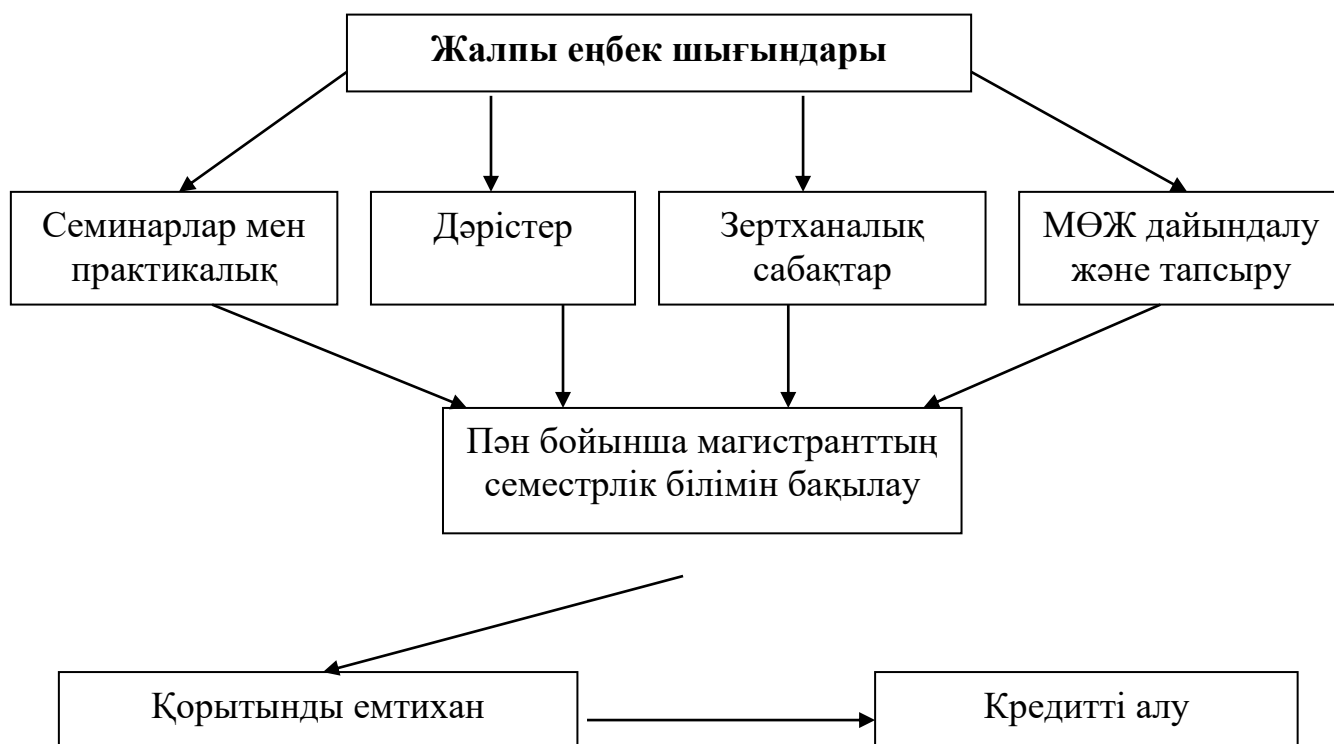 Жалпы еңбек шығындары
Семинарлар мен
практикалық
Дәрістер
Зертханалық
сабақтар
МӨЖ дайындалу
және тапсыру
Пән бойынша магистранттың
семестрлік білімін бақылау
Қорытынды емтихан
Кредитті алу